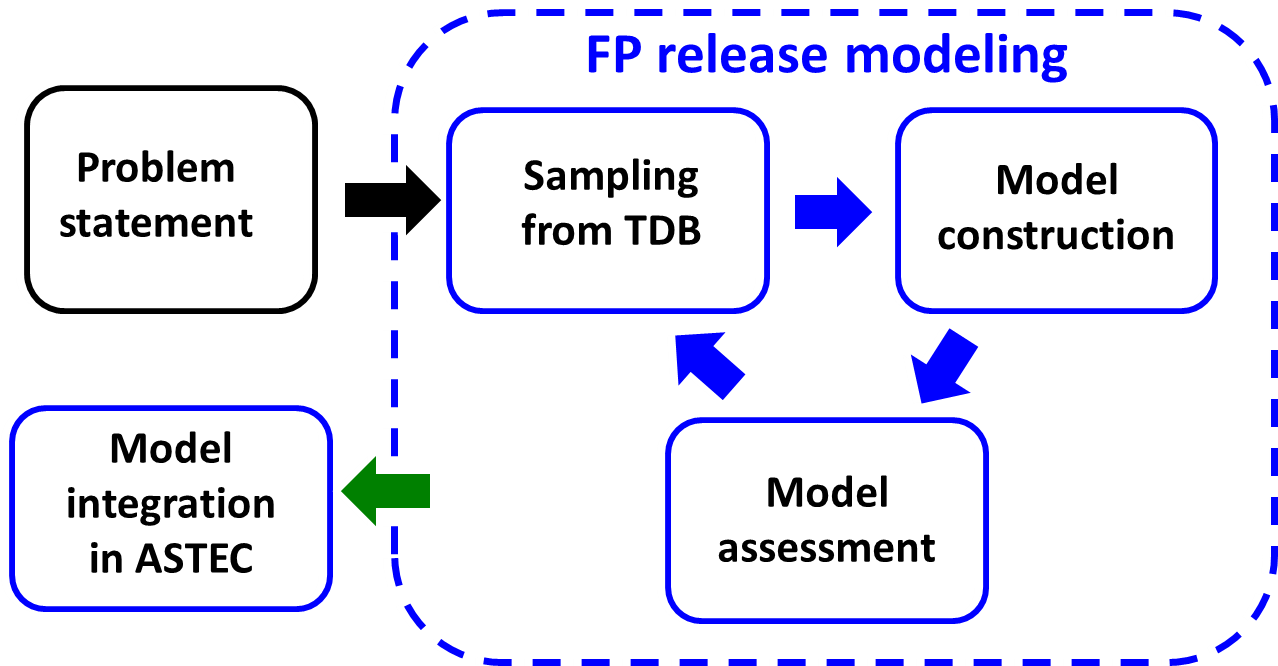 FP release modeling
Problem
statement
Sampling
from TDB
Model
construction
Model
assessment
Model
integration
in ASTEC